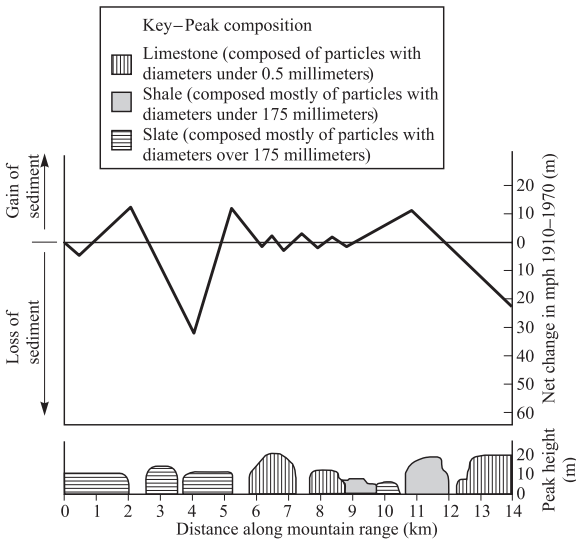 Key–Peak composition
Limestone (composed of particles with
diameters under 0.5 millimeters)
Shale (composed mostly of particles with
diameters under 175 millimeters)
Slate (composed mostly of particles with
diameters over 175 millimeters)
Gain of
sediment
Loss of
sediment
20
10
0
10
20
30
40
50
60
Net change in mph 1910–1970 (m)
20
10
0
Peak height
(m)
0 1 2 3 4 5 6 7 8 9 10 11 12 13 14
Distance along mountain range (km)